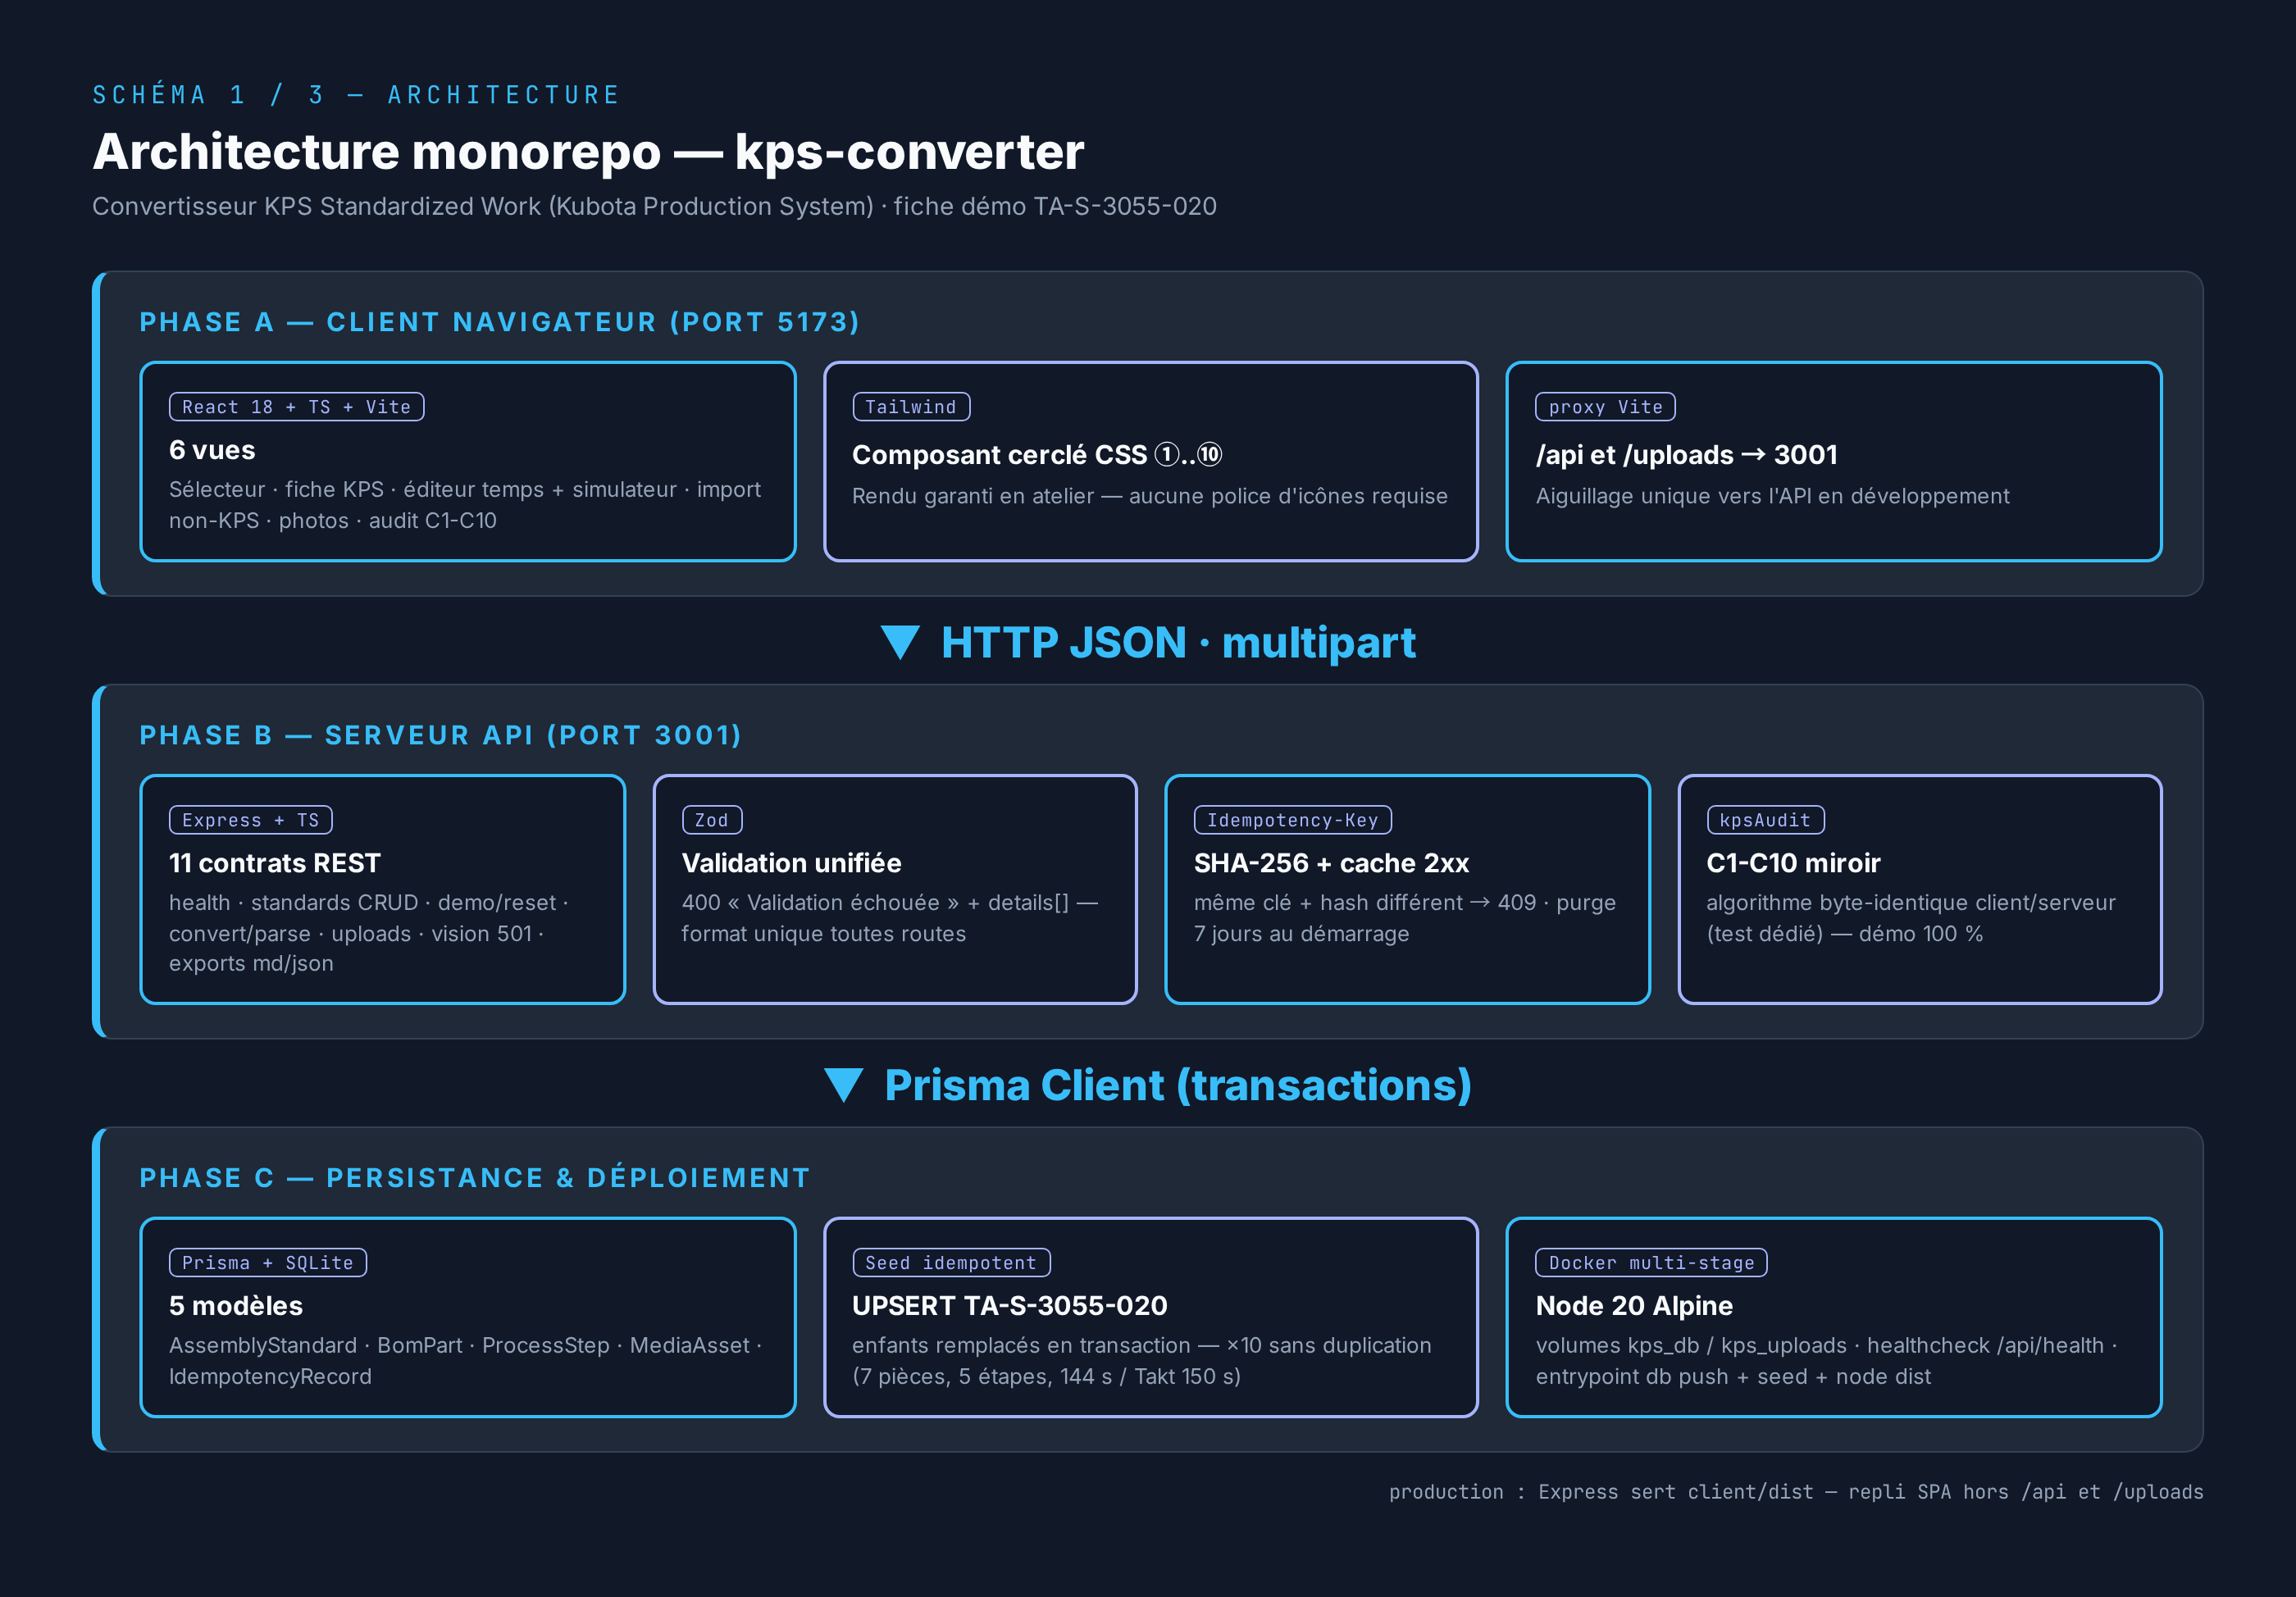 SCHÉMA 1 / 3 — ARCHITECTURE
Architecture monorepo — kps-converter
Convertisseur KPS Standardized Work (Kubota Production System) · fiche démo TA-S-3055-020
PHASE A — CLIENT NAVIGATEUR (PORT 5173)
React 18 + TS + Vite
6 vues
Sélecteur · fiche KPS · éditeur temps + simulateur · import
non-KPS · photos · audit C1-C10
Tailwind
Composant cerclé CSS ①..⑩
Rendu garanti en atelier — aucune police d'icônes requise
proxy Vite
/api et /uploads → 3001
Aiguillage unique vers l'API en développement
▼ HTTP JSON · multipart
PHASE B — SERVEUR API (PORT 3001)
Express + TS
11 contrats REST
health · standards CRUD · demo/reset ·
convert/parse · uploads · vision 501 ·
exports md/json
Zod
Validation unifiée
400 « Validation échouée » + details[] —
format unique toutes routes
Idempotency-Key
SHA-256 + cache 2xx
même clé + hash différent → 409 · purge
7 jours au démarrage
kpsAudit
C1-C10 miroir
algorithme byte-identique client/serveur
(test dédié) — démo 100 %
▼ Prisma Client (transactions)
PHASE C — PERSISTANCE & DÉPLOIEMENT
Prisma + SQLite
5 modèles
AssemblyStandard · BomPart · ProcessStep · MediaAsset ·
IdempotencyRecord
Seed idempotent
UPSERT TA-S-3055-020
enfants remplacés en transaction — ×10 sans duplication
(7 pièces, 5 étapes, 144 s / Takt 150 s)
Docker multi-stage
Node 20 Alpine
volumes kps_db / kps_uploads · healthcheck /api/health ·
entrypoint db push + seed + node dist
production : Express sert client/dist — repli SPA hors /api et /uploads